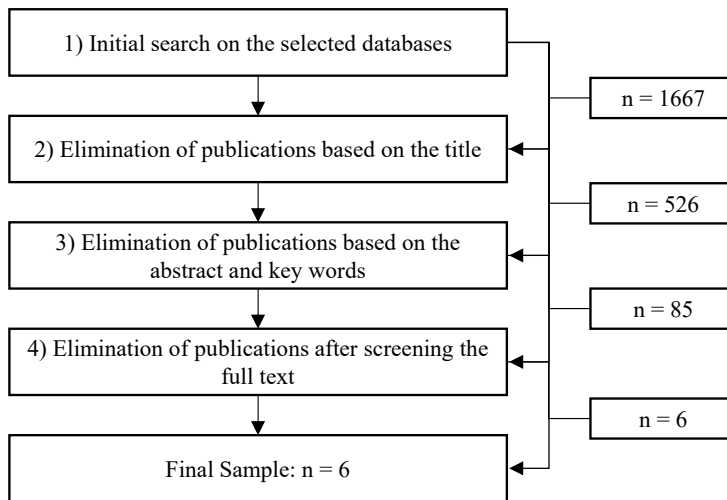 1) Initial search on the selected databases
n = 1667
2) Elimination of publications based on the title
n = 526
3) Elimination of publications based on the
abstract and key words
n = 85
4) Elimination of publications after screening the
full text
n = 6
Final Sample: n = 6